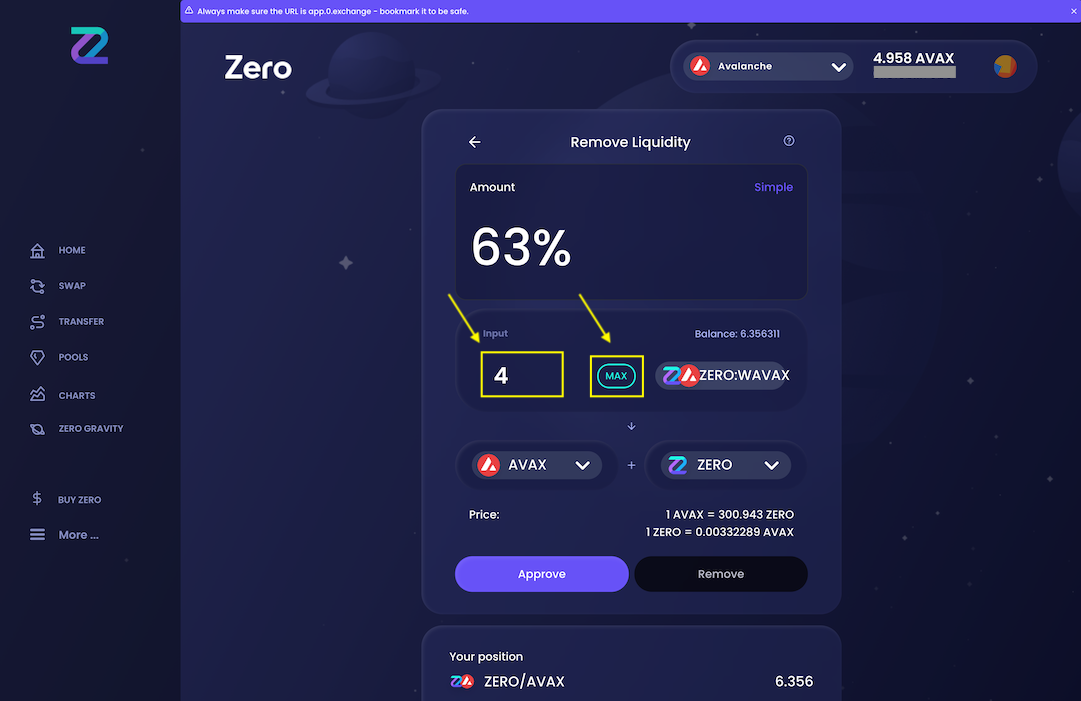 Always make sure the URL is app.0.exchange - bookmark it to be safe.
Zero
Avalanche
4.958 AVAX
HOME
SWAP
TRANSFER
POOLS
CHARTS
ZERO GRAVITY
BUY ZERO
More ...
Remove Liquidity
Amount
Simple
63%
Input
Balance: 6.356311
4
MAX
ZERO:WAVAX
AVAX
+
ZERO
Price:
1 AVAX = 300.943 ZERO
1 ZERO = 0.00332289 AVAX
Approve
Remove
Your position
ZERO/AVAX
6.356